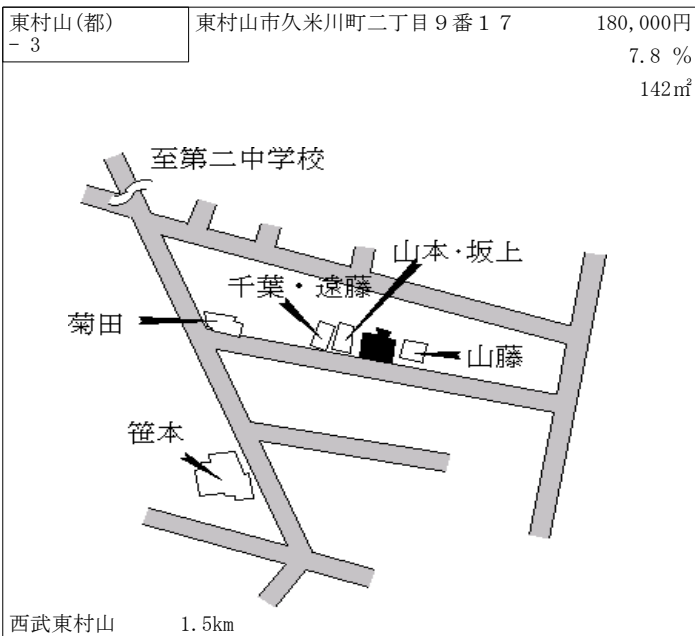 東村山(都)
- 3
東村山市久米川町二丁目９番１７
180,000円
7.8 %
142㎡
至第二中学校
山本・坂上
千葉・遠藤
菊田
山藤
笹本
西武東村山 1.5km